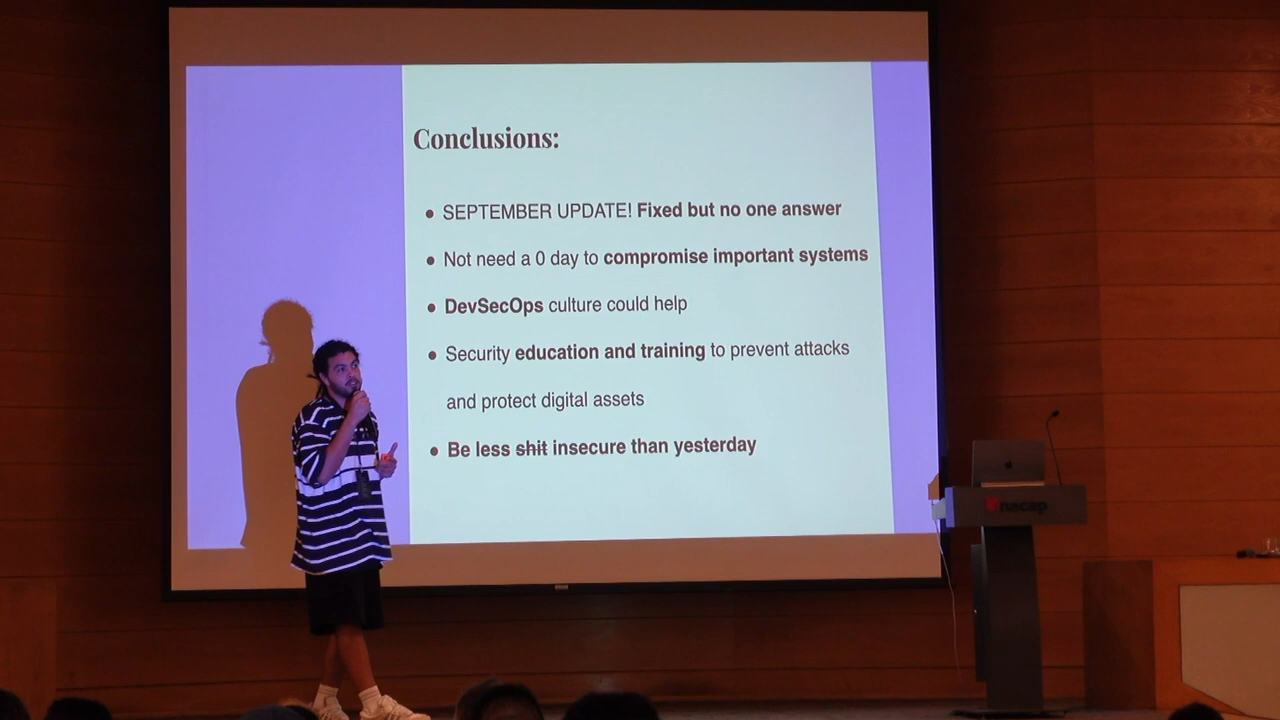 Conclusions:
SEPTEMBER UPDATE! Fixed but no one answer
Not need a 0 day to compromise important systems
DevSecOps culture could help
Security education and training to prevent attacks
and protect digital assets
Be less shit insecure than yesterday
inacap